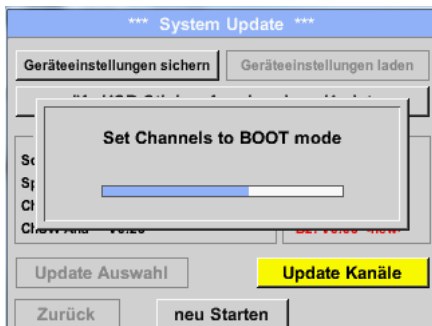 *** System Update ***
Geräteeinstellungen sichern
Geräteeinstellungen laden
Set Channels to BOOT mode
Update Auswahl
Update Kanäle
Zurück
neu Starten